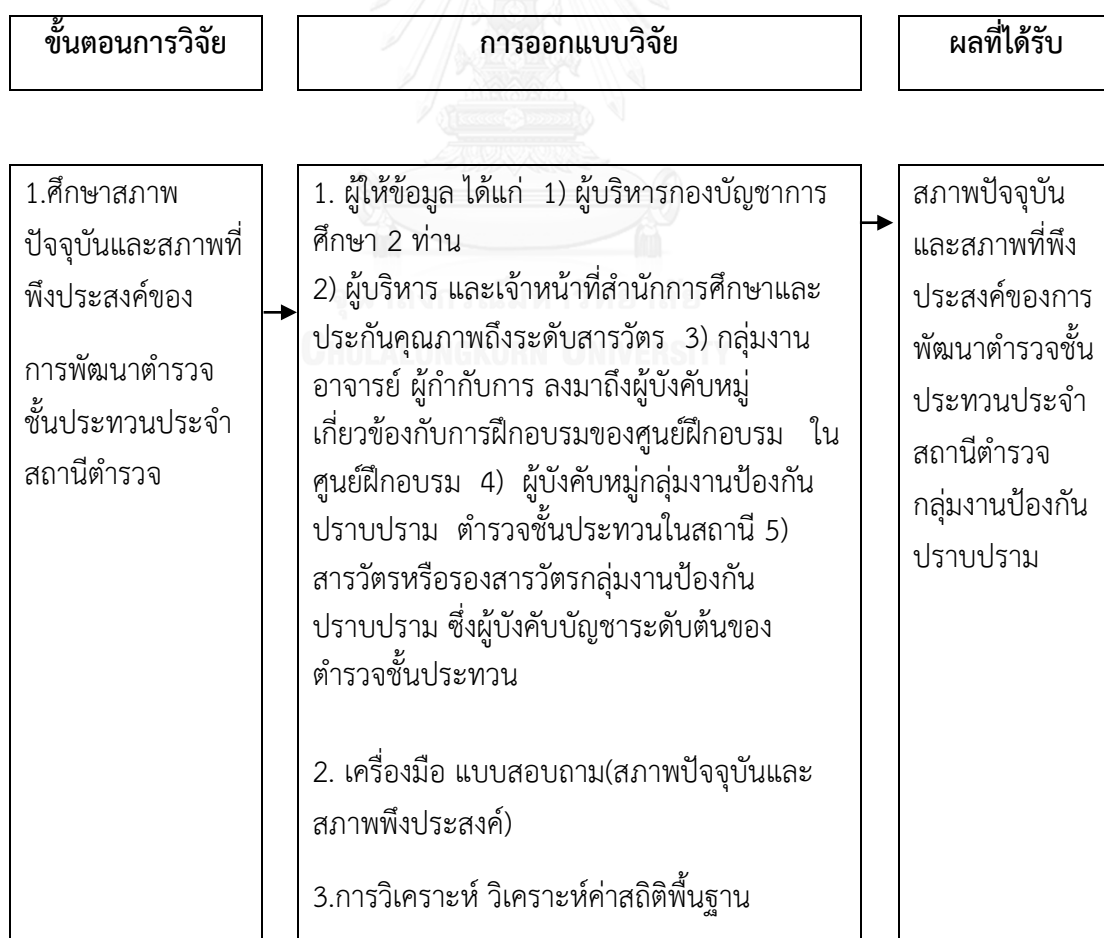 ขั้นตอนการวิจัย
การออกแบบวิจัย
ผลที่ได้รับ
1.ศึกษาสภาพ
ปัจจุบันและสภาพที่
พึงประสงค์ของ
การพัฒนาตำรวจ
ชั้นประทวนประจำ
สถานีตำรวจ
1. ผู้ให้ข้อมูล ได้แก่ 1) ผู้บริหารกองบัญชาการ
ศึกษา 2 ท่าน
2) ผู้บริหาร และเจ้าหน้าที่สำนักการศึกษาและ
ประกันคุณภาพถึงระดับสารวัตร 3) กลุ่มงาน
อาจารย์ ผู้กำกับการ ลงมาถึงผู้บังคับหมู่
เกี่ยวข้องกับการฝึกอบรมของศูนย์ฝึกอบรม ใน
ศูนย์ฝึกอบรม 4) ผู้บังคับหมู่กลุ่มงานป้องกัน
ปราบปราม ตำรวจชั้นประทวนในสถานี 5)
สารวัตรหรือรองสารวัตรกลุ่มงานป้องกัน
ปราบปราม ซึ่งผู้บังคับบัญชาระดับต้นของ
ตำรวจชั้นประทวน
2. เครื่องมือ แบบสอบถาม(สภาพปัจจุบันและ
สภาพพึงประสงค์)
3.การวิเคราะห์ วิเคราะห์ค่าสถิติพื้นฐาน
สภาพปัจจุบัน
และสภาพที่พึง
ประสงค์ของการ
พัฒนาตำรวจชั้น
ประทวนประจำ
สถานีตำรวจ
กลุ่มงานป้องกัน
ปราบปราม
จุฬาลงกรณ์มหาวิทยาลัย
CHULALONGKORN UNIVERSITY